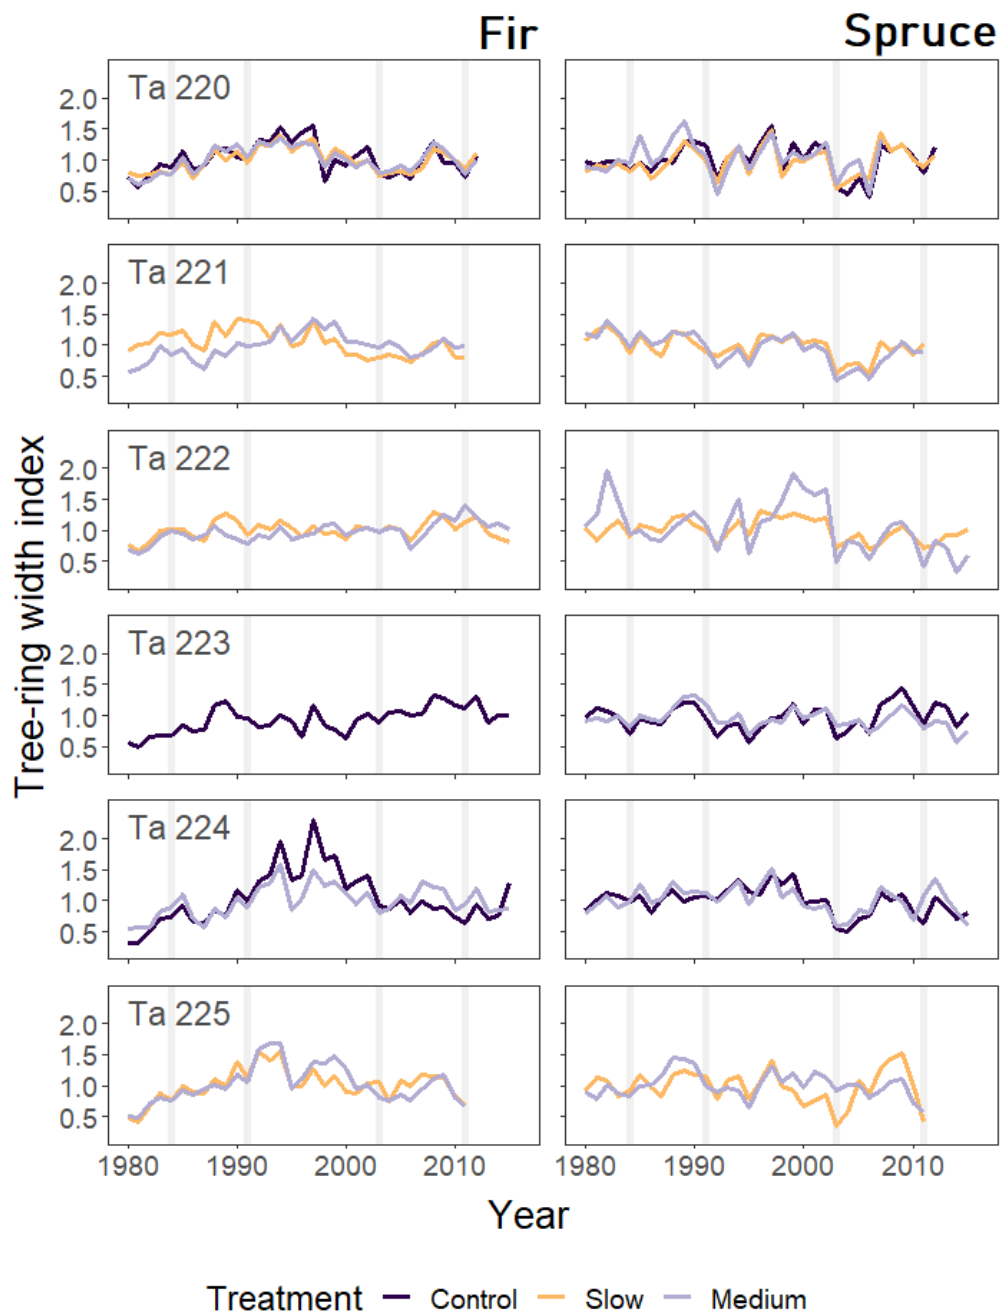 Fir
Spruce
Ta 220
2.0
1.5
1.0
0.5
Ta 221
2.0
1.5
1.0
0.5
Ta 222
2.0
1.5
1.0
0.5
Ta 223
2.0
1.5
1.0
0.5
Ta 224
2.0
1.5
1.0
0.5
Ta 225
2.0
1.5
1.0
0.5
Tree-ring width index
1980 1990 2000 2010 1980 1990 2000 2010
Year
Treatment Control Slow Medium